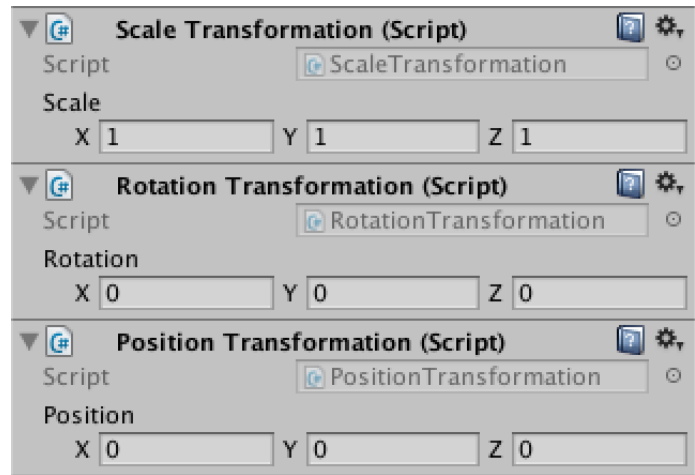 Scale Transformation (Script)
Script ScaleTransformation
Scale
X 1 Y 1 Z 1
Rotation Transformation (Script)
Script RotationTransformation
Rotation
X 0 Y 0 Z 0
Position Transformation (Script)
Script PositionTransformation
Position
X 0 Y 0 Z 0